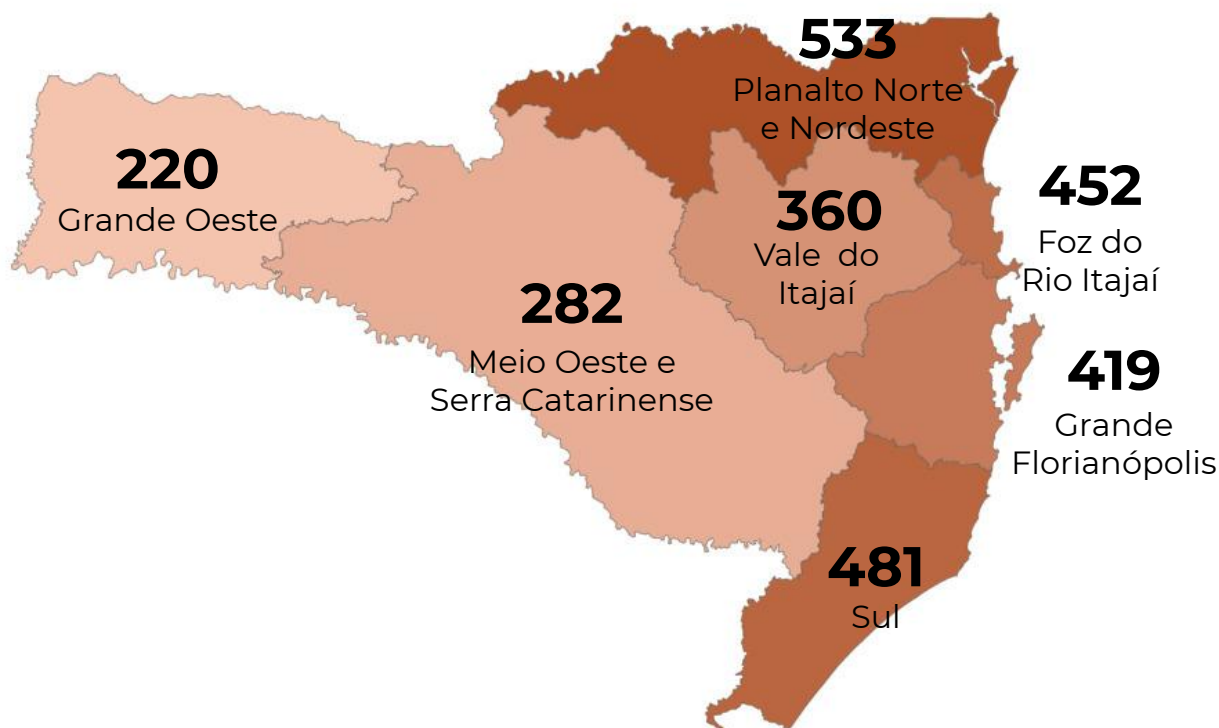 533
Planalto Norte
e Nordeste
220
Grande Oeste
360
Vale do
Itajaí
452
Foz do
Rio Itajaí
282
Meio Oeste e
Serra Catarinense
419
Grande
Florianópolis
481
Sul